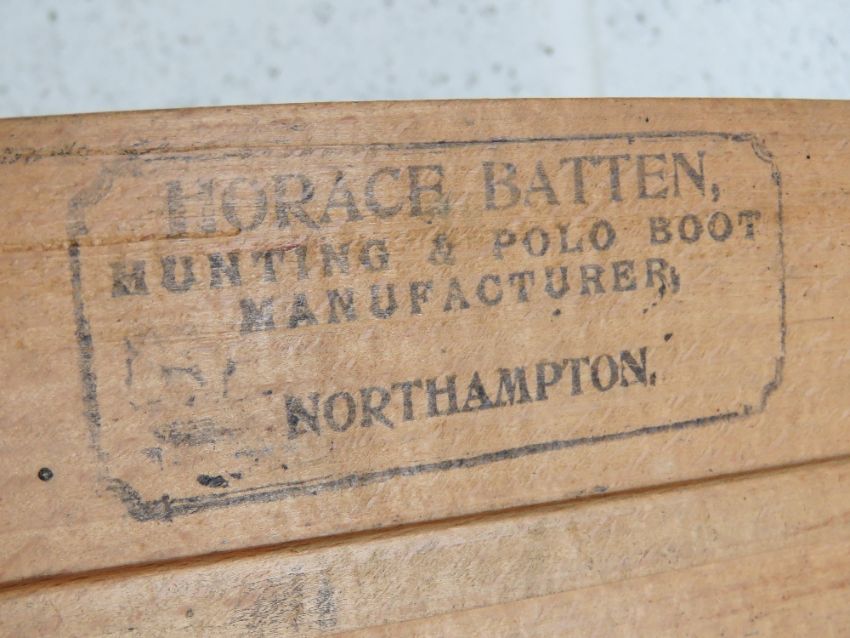 HORACE BATTEN,
HUNTING & POLO BOOT
MANUFACTURER,
NORTHAMPTON.